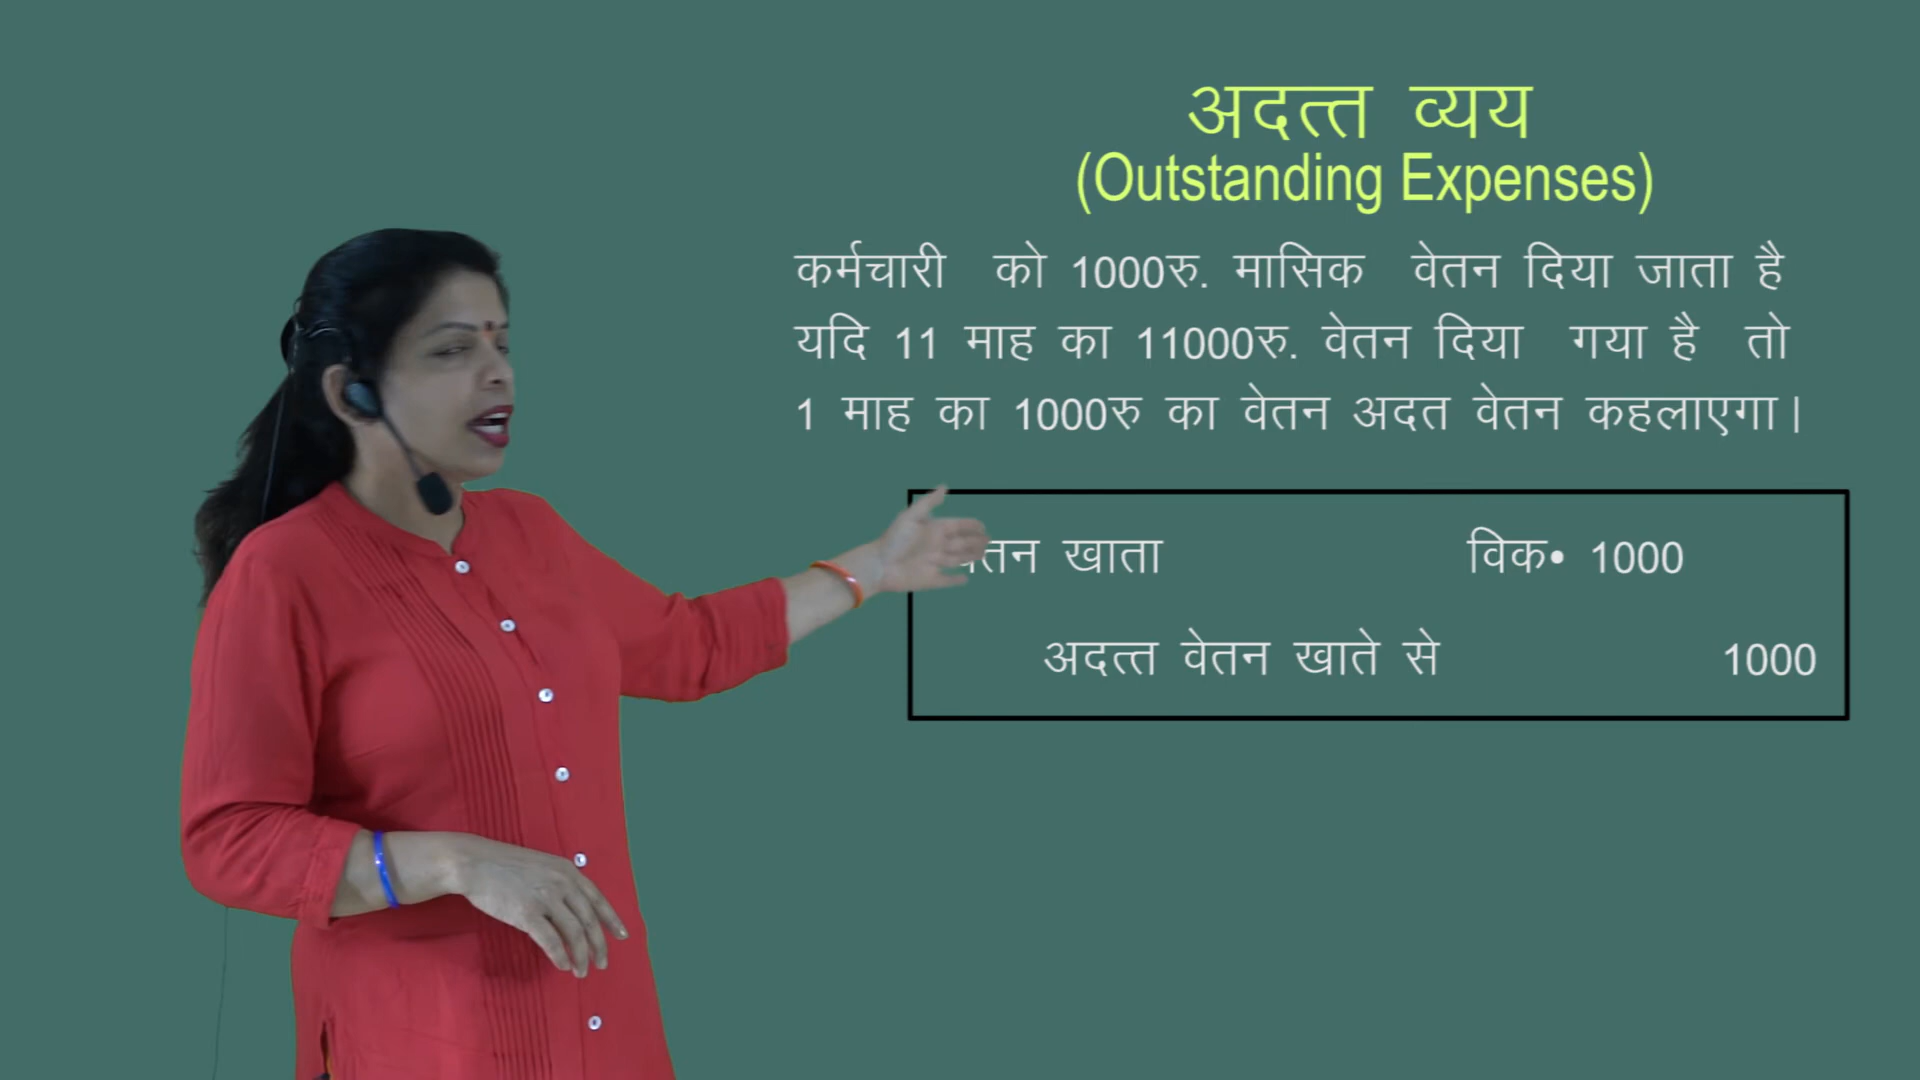 अदत्त व्यय
(Outstanding Expenses)
कर्मचारी को 1000रु. मासिक वेतन दिया जाता है
यदि 11 माह का 11000रु. वेतन दिया गया है तो
1 माह का 1000रु का वेतन अदत वेतन कहलाएगा।
खाता विक• 1000
अदत्त वेतन खाते से 1000